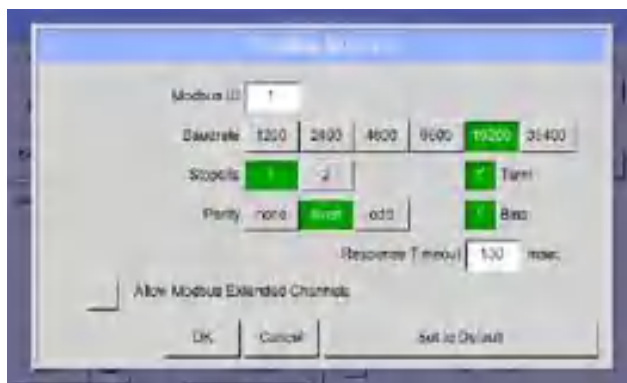 Modbus ID 1
Baudrate 1200 2400 4800 9600 19200 38400
Stopbits 1 2 Term
Parity none even odd Bias
Response Timeout 100 msec.
Allow Modbus Extended Channels
OK Cancel Set to Default